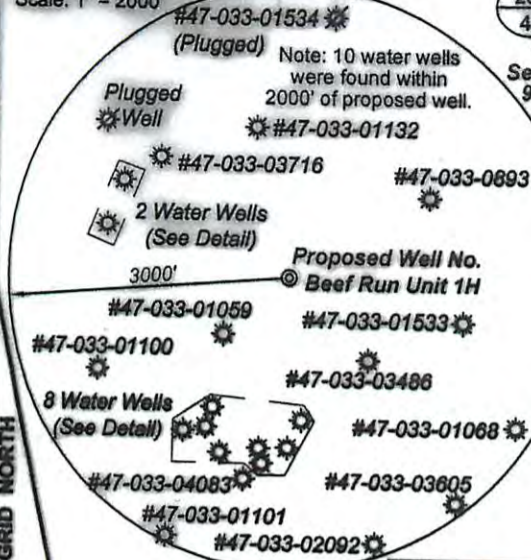 Scale: 1" = 2000'
#47-033-01534
(Plugged)
Note: 10 water wells
were found within
2000' of proposed well.
Plugged
Well
#47-033-01132
#47-033-03716
#47-033-0893
2 Water Wells
(See Detail)
Proposed Well No.
Beef Run Unit 1H
3000'
#47-033-01059
#47-033-01533
#47-033-01100
#47-033-03486
8 Water Wells
(See Detail)
#47-033-01068
#47-033-04083
#47-033-03605
#47-033-01101
#47-033-02092
GRID NORTH